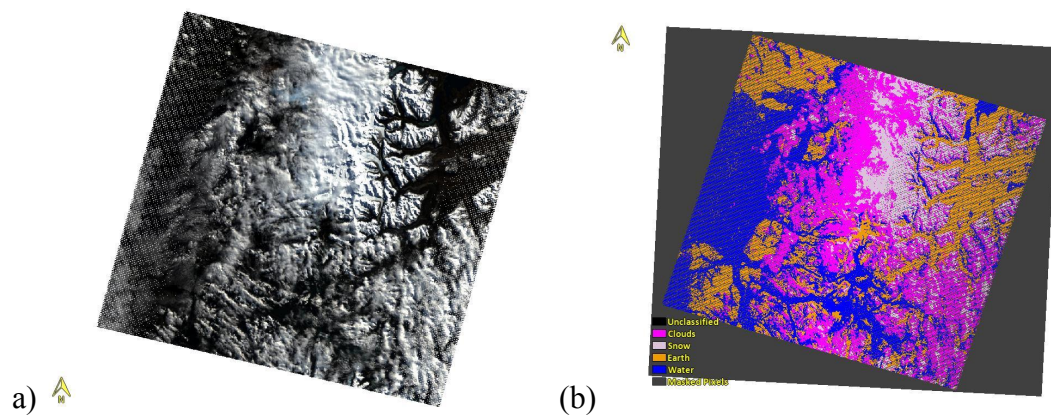 N
N
Unclassified
Clouds
Snow
Earth
Water
Masked Pixels
a)
(b)